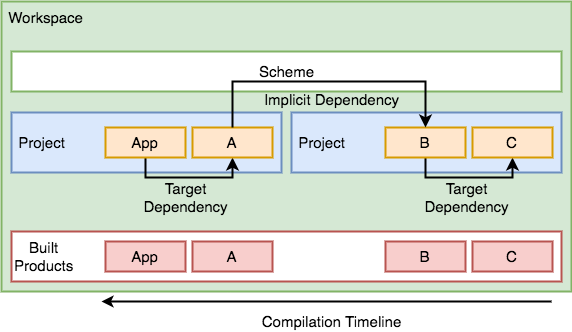 Workspace
Scheme
Implicit Dependency
Project
App
A
Project
B
C
Target
Dependency
Target
Dependency
Built
Products
App
A
B
C
Compilation Timeline